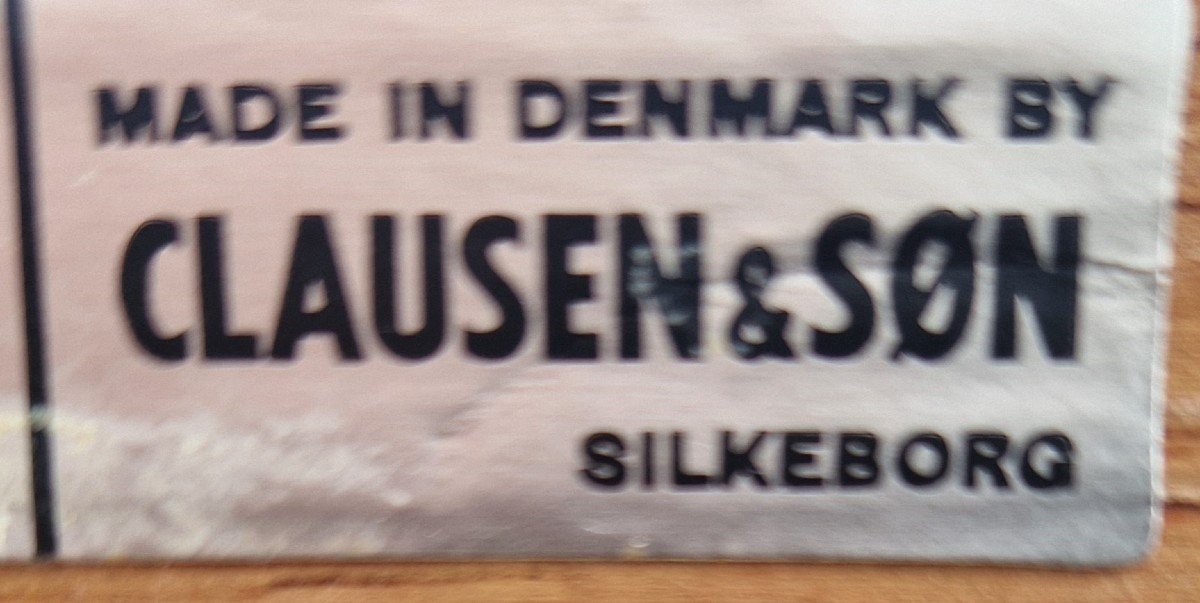 MADE IN DENMARK BY
CLAUSEN & SØN
SILKEBORG